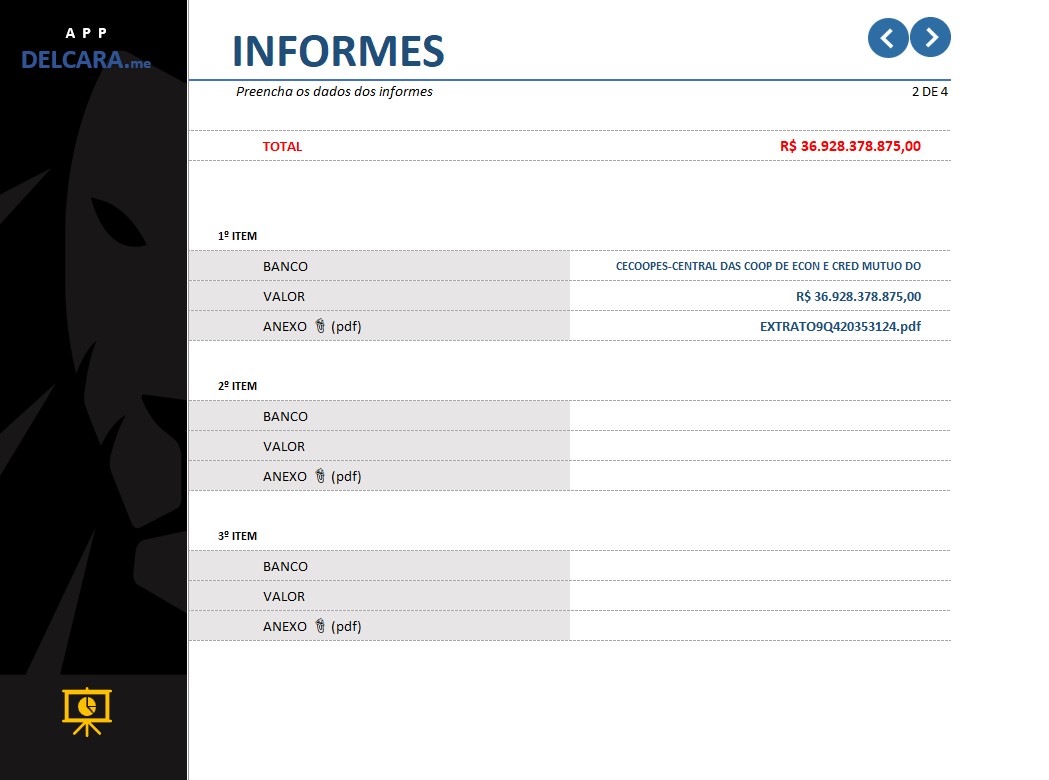 APP
DELCARA.me
INFORMES
Preencha os dados dos informes
2 DE 4
TOTAL R$ 36.928.378.875,00
1º ITEM
BANCO CECOOPES-CENTRAL DAS COOP DE ECON E CRED MUTUO DO
VALOR R$ 36.928.378.875,00
ANEXO (pdf) EXTRATO9Q420353124.pdf
2º ITEM
BANCO
VALOR
ANEXO (pdf)
3º ITEM
BANCO
VALOR
ANEXO (pdf)